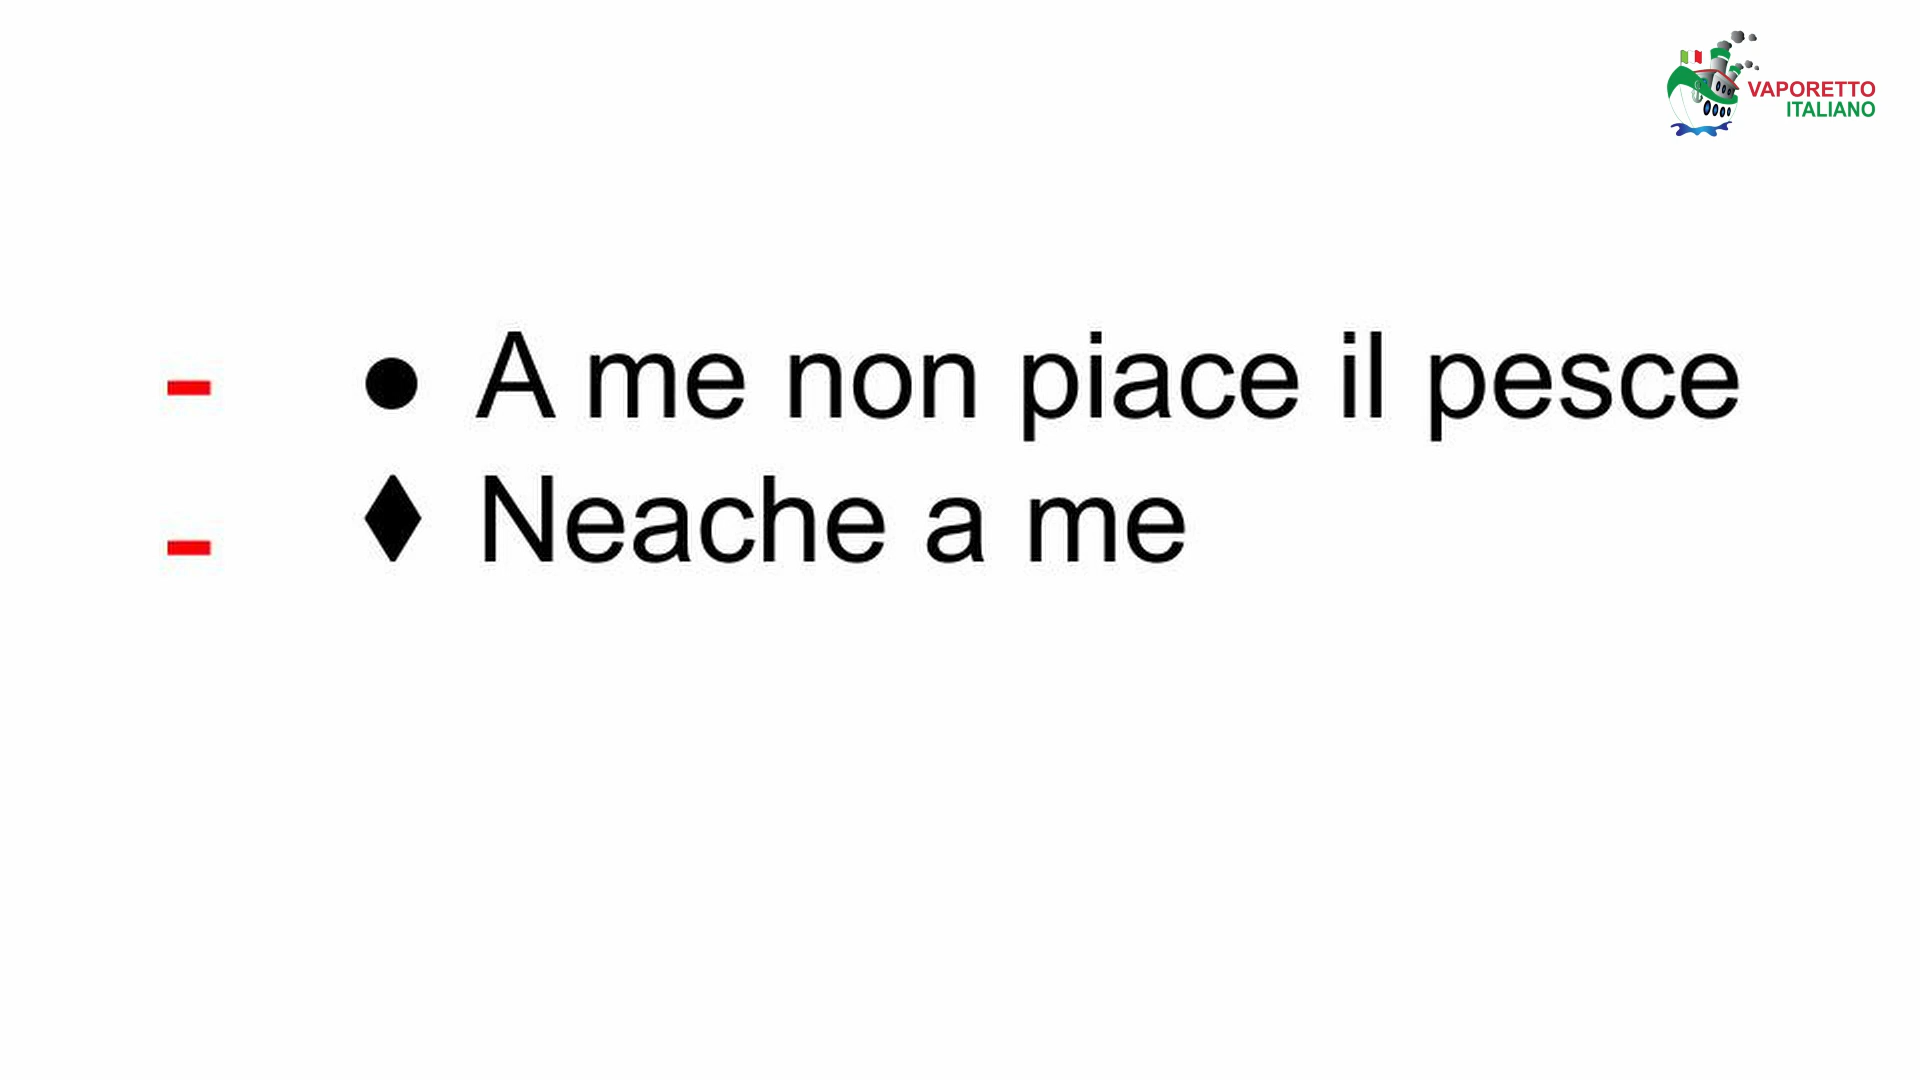 VAPORETTO
ITALIANO
- ● A me non piace il pesce
- ♦ Neache a me